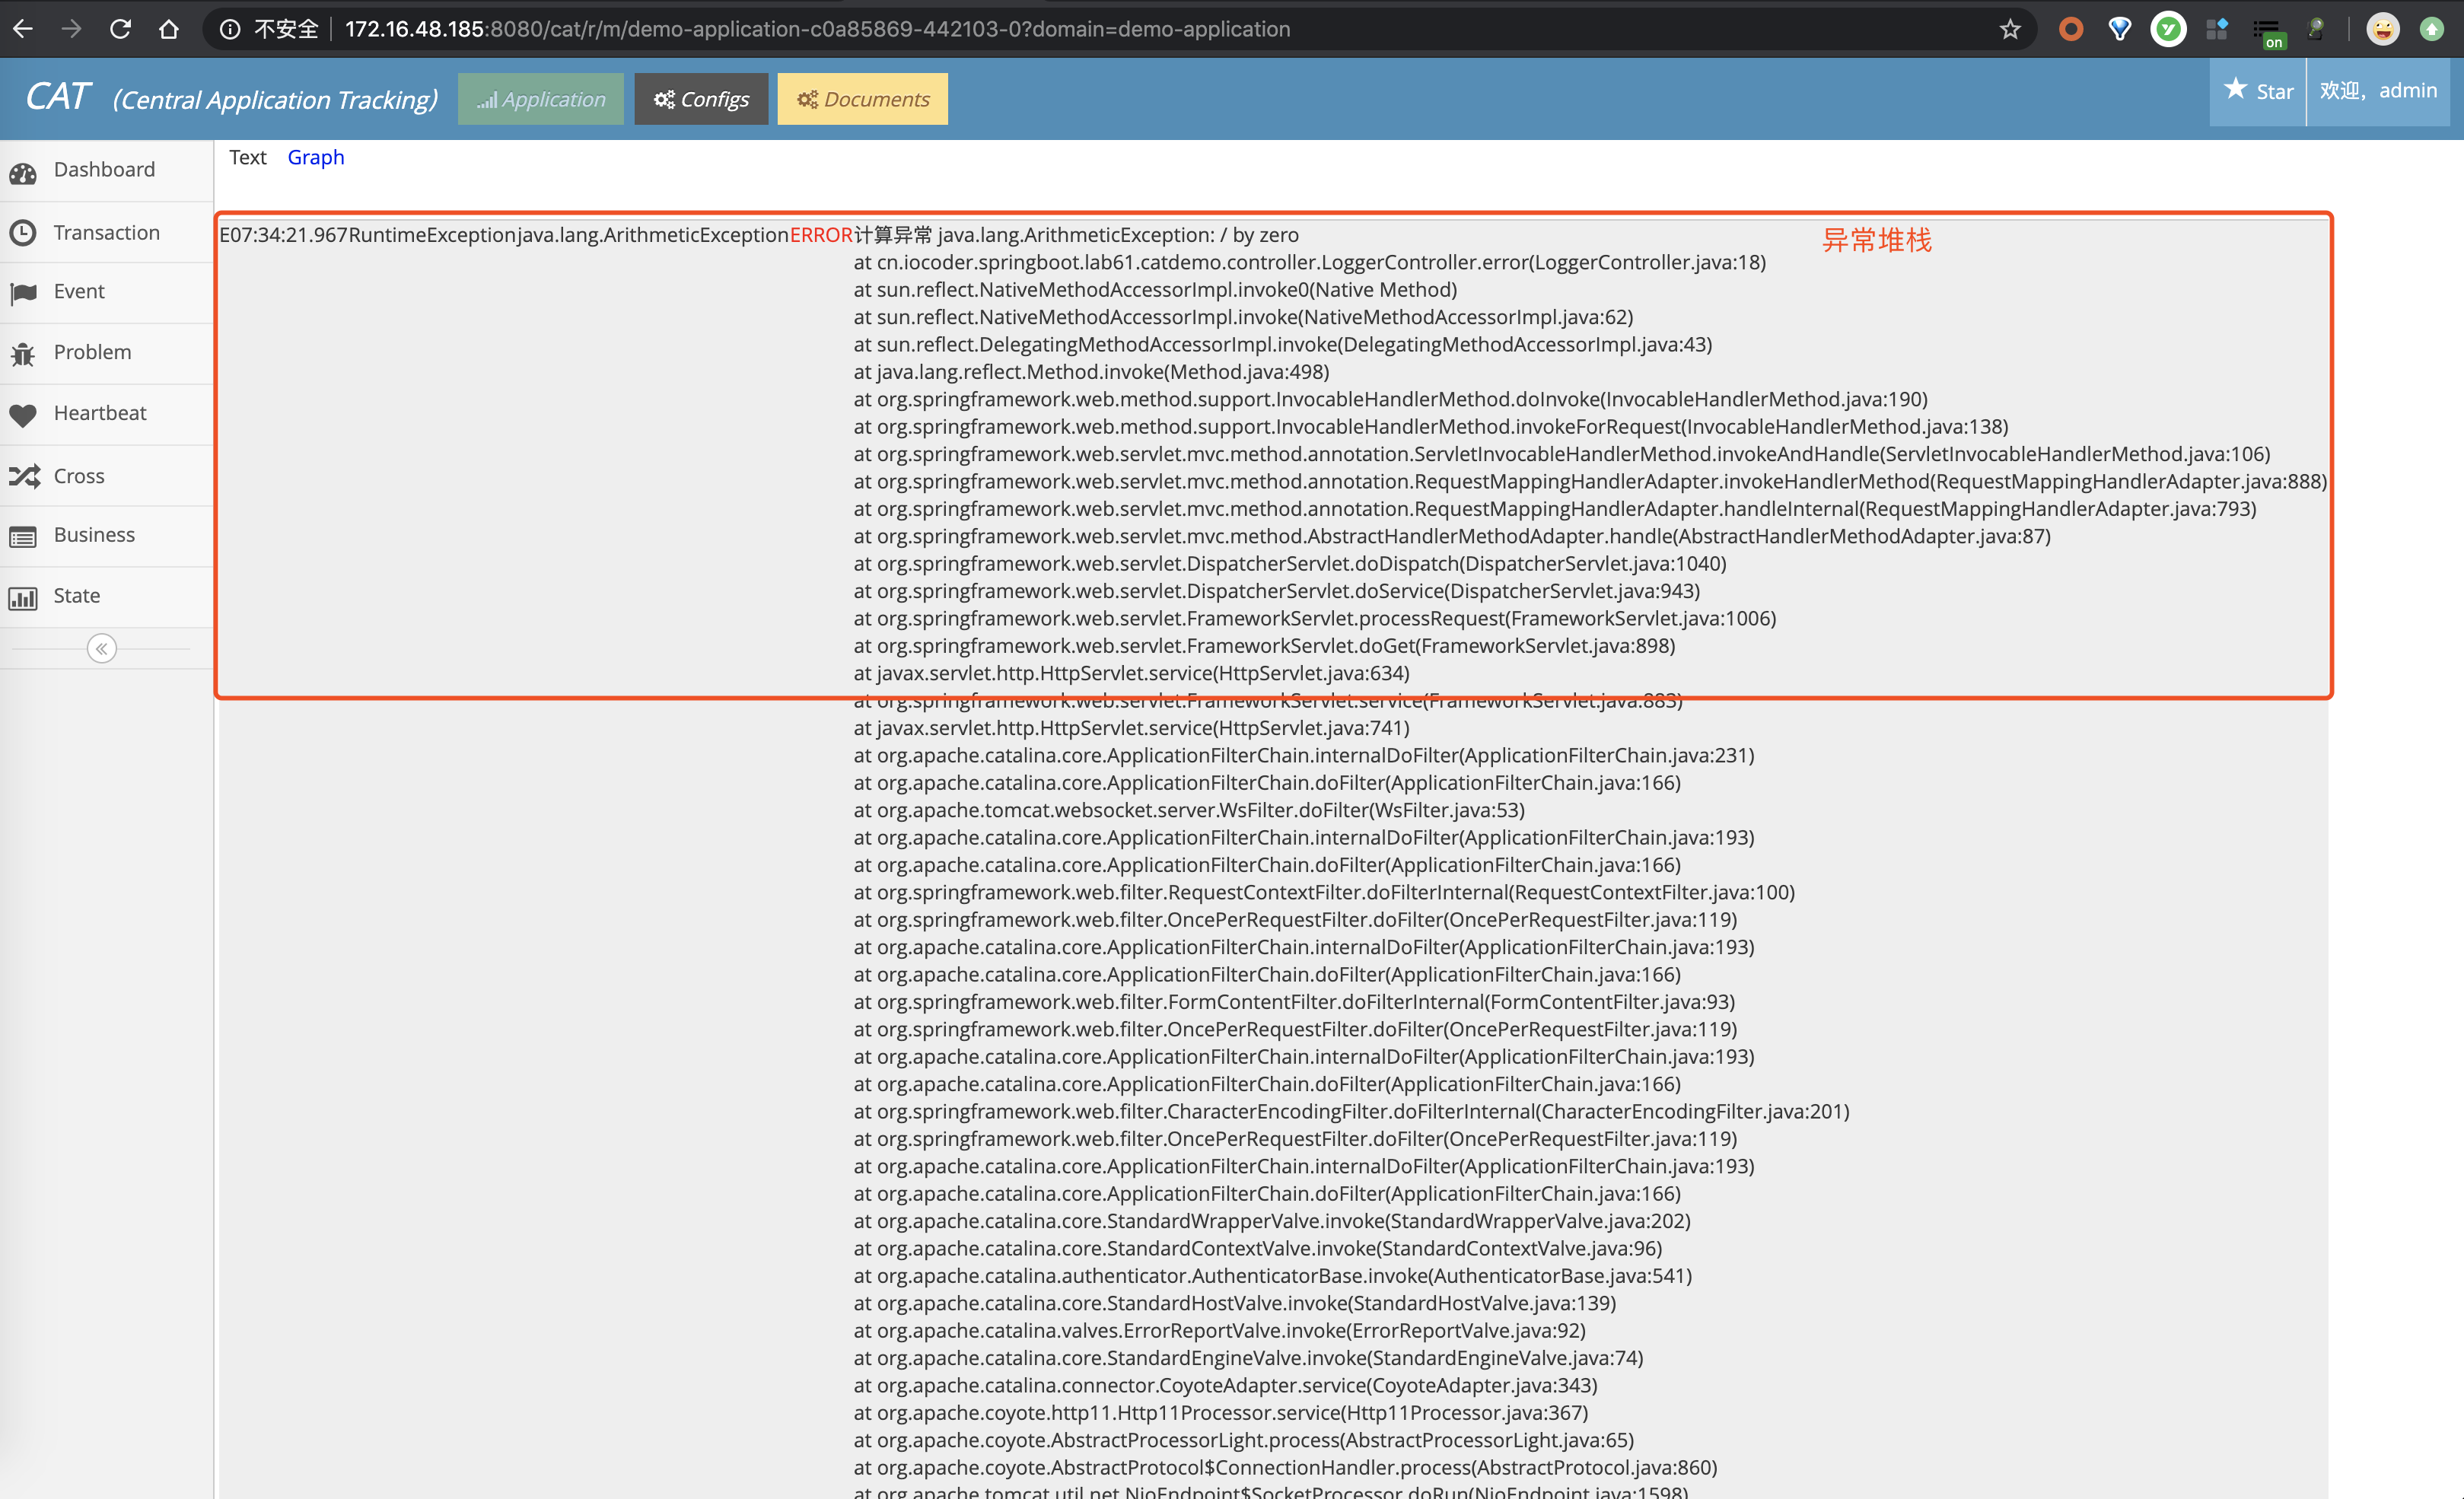 不安全 172.16.48.185:8080/cat/r/m/demo-application-c0a85869-442103-0?domain=demo-application
on
CAT (Central Application Tracking) Application Configs Documents Star 欢迎，admin
Dashboard
Transaction
Event
Problem
Heartbeat
Cross
Business
State
Text Graph
E07:34:21.967RuntimeExceptionjava.lang.ArithmeticExceptionERROR计算异常 java.lang.ArithmeticException: / by zero
异常堆栈
at cn.iocoder.springboot.lab61.catdemo.controller.LoggerController.error(LoggerController.java:18)
at sun.reflect.NativeMethodAccessorImpl.invoke0(Native Method)
at sun.reflect.NativeMethodAccessorImpl.invoke(NativeMethodAccessorImpl.java:62)
at sun.reflect.DelegatingMethodAccessorImpl.invoke(DelegatingMethodAccessorImpl.java:43)
at java.lang.reflect.Method.invoke(Method.java:498)
at org.springframework.web.method.support.InvocableHandlerMethod.doInvoke(InvocableHandlerMethod.java:190)
at org.springframework.web.method.support.InvocableHandlerMethod.invokeForRequest(InvocableHandlerMethod.java:138)
at org.springframework.web.servlet.mvc.method.annotation.ServletInvocableHandlerMethod.invokeAndHandle(ServletInvocableHandlerMethod.java:106)
at org.springframework.web.servlet.mvc.method.annotation.RequestMappingHandlerAdapter.invokeHandlerMethod(RequestMappingHandlerAdapter.java:888)
at org.springframework.web.servlet.mvc.method.annotation.RequestMappingHandlerAdapter.handleInternal(RequestMappingHandlerAdapter.java:793)
at org.springframework.web.servlet.mvc.method.AbstractHandlerMethodAdapter.handle(AbstractHandlerMethodAdapter.java:87)
at org.springframework.web.servlet.DispatcherServlet.doDispatch(DispatcherServlet.java:1040)
at org.springframework.web.servlet.DispatcherServlet.doService(DispatcherServlet.java:943)
at org.springframework.web.servlet.FrameworkServlet.processRequest(FrameworkServlet.java:1006)
at org.springframework.web.servlet.FrameworkServlet.doGet(FrameworkServlet.java:898)
at javax.servlet.http.HttpServlet.service(HttpServlet.java:634)
at org.springframework.web.servlet.FrameworkServlet.service(FrameworkServlet.java:883)
at javax.servlet.http.HttpServlet.service(HttpServlet.java:741)
at org.apache.catalina.core.ApplicationFilterChain.internalDoFilter(ApplicationFilterChain.java:231)
at org.apache.catalina.core.ApplicationFilterChain.doFilter(ApplicationFilterChain.java:166)
at org.apache.tomcat.websocket.server.WsFilter.doFilter(WsFilter.java:53)
at org.apache.catalina.core.ApplicationFilterChain.internalDoFilter(ApplicationFilterChain.java:193)
at org.apache.catalina.core.ApplicationFilterChain.doFilter(ApplicationFilterChain.java:166)
at org.springframework.web.filter.RequestContextFilter.doFilterInternal(RequestContextFilter.java:100)
at org.springframework.web.filter.OncePerRequestFilter.doFilter(OncePerRequestFilter.java:119)
at org.apache.catalina.core.ApplicationFilterChain.internalDoFilter(ApplicationFilterChain.java:193)
at org.apache.catalina.core.ApplicationFilterChain.doFilter(ApplicationFilterChain.java:166)
at org.springframework.web.filter.FormContentFilter.doFilterInternal(FormContentFilter.java:93)
at org.springframework.web.filter.OncePerRequestFilter.doFilter(OncePerRequestFilter.java:119)
at org.apache.catalina.core.ApplicationFilterChain.internalDoFilter(ApplicationFilterChain.java:193)
at org.apache.catalina.core.ApplicationFilterChain.doFilter(ApplicationFilterChain.java:166)
at org.springframework.web.filter.CharacterEncodingFilter.doFilterInternal(CharacterEncodingFilter.java:201)
at org.springframework.web.filter.OncePerRequestFilter.doFilter(OncePerRequestFilter.java:119)
at org.apache.catalina.core.ApplicationFilterChain.internalDoFilter(ApplicationFilterChain.java:193)
at org.apache.catalina.core.ApplicationFilterChain.doFilter(ApplicationFilterChain.java:166)
at org.apache.catalina.core.StandardWrapperValve.invoke(StandardWrapperValve.java:202)
at org.apache.catalina.core.StandardContextValve.invoke(StandardContextValve.java:96)
at org.apache.catalina.authenticator.AuthenticatorBase.invoke(AuthenticatorBase.java:541)
at org.apache.catalina.core.StandardHostValve.invoke(StandardHostValve.java:139)
at org.apache.catalina.valves.ErrorReportValve.invoke(ErrorReportValve.java:92)
at org.apache.catalina.core.StandardEngineValve.invoke(StandardEngineValve.java:74)
at org.apache.catalina.connector.CoyoteAdapter.service(CoyoteAdapter.java:343)
at org.apache.coyote.http11.Http11Processor.service(Http11Processor.java:367)
at org.apache.coyote.AbstractProcessorLight.process(AbstractProcessorLight.java:65)
at org.apache.coyote.AbstractProtocol$ConnectionHandler.process(AbstractProtocol.java:860)
at org.apache.tomcat.util.net.NioEndpoint$SocketProcessor.doRun(NioEndpoint.java:1598)